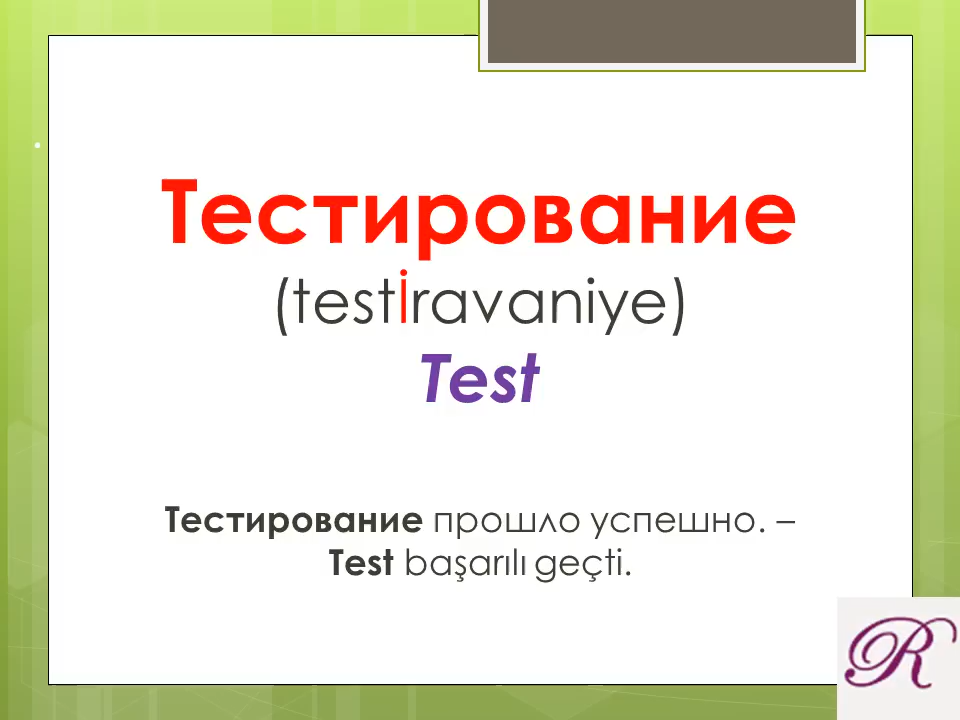 Тестирование
(testİravaniye)
Test
Тестирование прошло успешно. –
Test başarılı geçti.
R